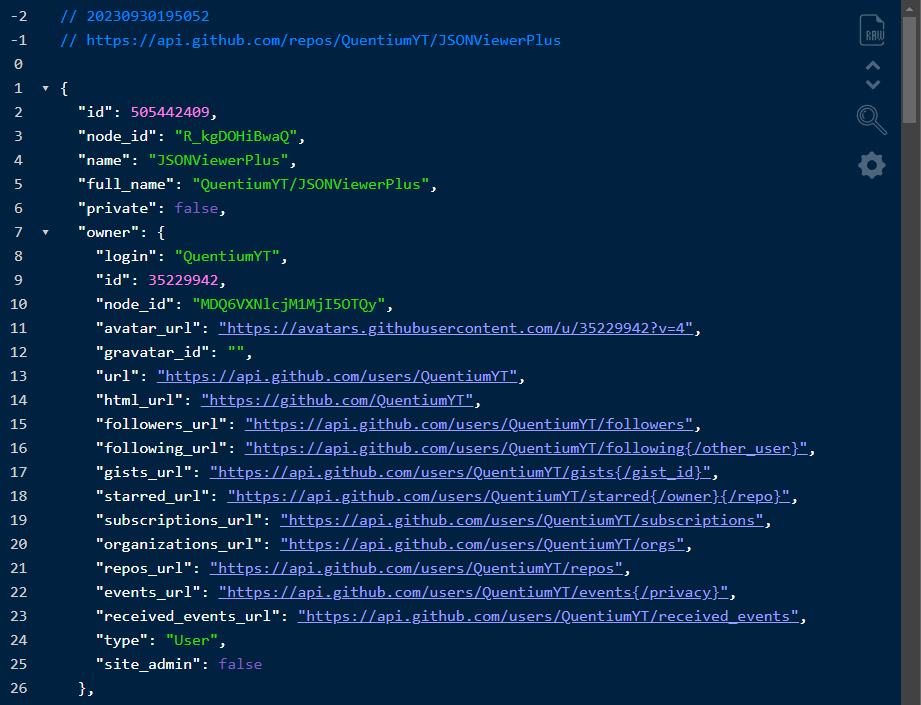 -2 // 20230930195052
-1 // https://api.github.com/repos/QuentiumYT/JSONViewerPlus
0
1 {
2 "id": 505442409,
3 "node_id": "R_kgDOHiBwaQ",
4 "name": "JSONViewerPlus",
5 "full_name": "QuentiumYT/JSONViewerPlus",
6 "private": false,
7 "owner": {
8 "login": "QuentiumYT",
9 "id": 35229942,
10 "node_id": "MDQ6VXNlcjM1MjI5OTQy",
11 "avatar_url": "https://avatars.githubusercontent.com/u/35229942?v=4",
12 "gravatar_id": "",
13 "url": "https://api.github.com/users/QuentiumYT",
14 "html_url": "https://github.com/QuentiumYT",
15 "followers_url": "https://api.github.com/users/QuentiumYT/followers",
16 "following_url": "https://api.github.com/users/QuentiumYT/following{/other_user}",
17 "gists_url": "https://api.github.com/users/QuentiumYT/gists{/gist_id}",
18 "starred_url": "https://api.github.com/users/QuentiumYT/starred{/owner}{/repo}",
19 "subscriptions_url": "https://api.github.com/users/QuentiumYT/subscriptions",
20 "organizations_url": "https://api.github.com/users/QuentiumYT/orgs",
21 "repos_url": "https://api.github.com/users/QuentiumYT/repos",
22 "events_url": "https://api.github.com/users/QuentiumYT/events{/privacy}",
23 "received_events_url": "https://api.github.com/users/QuentiumYT/received_events",
24 "type": "User",
25 "site_admin": false
26 },
RAW